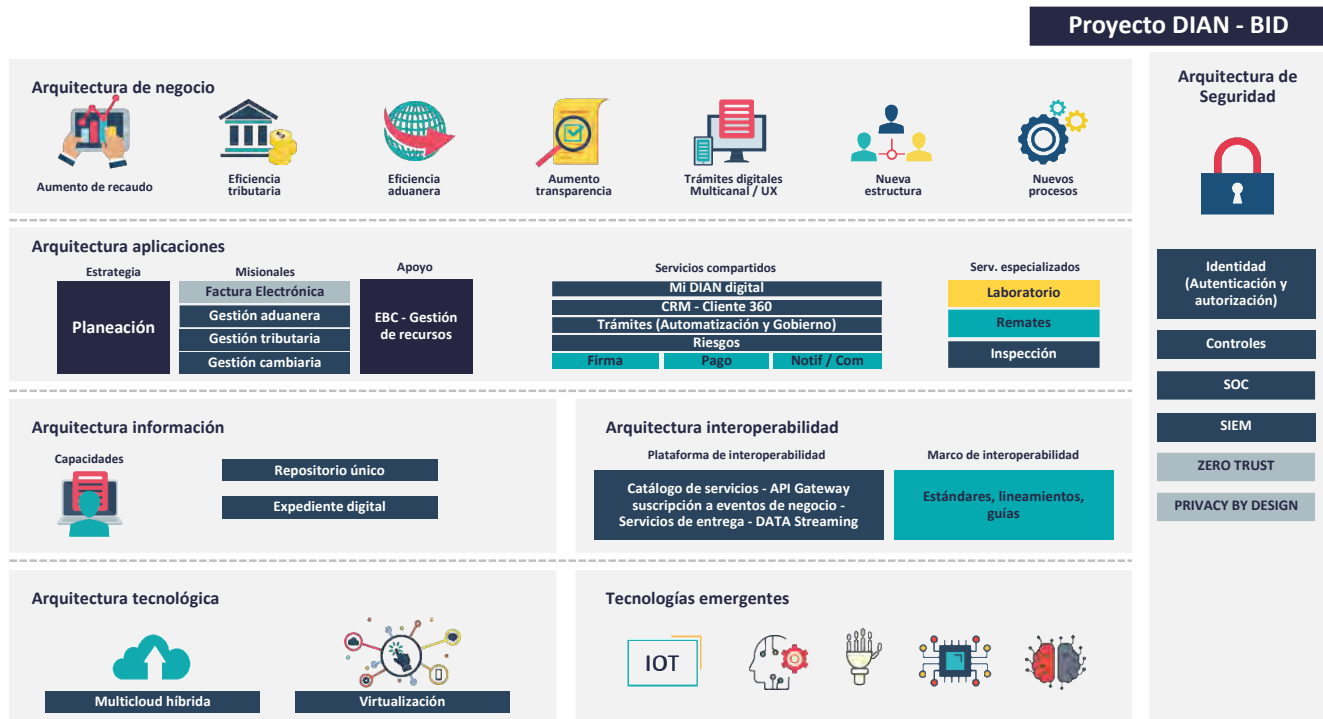 Proyecto DIAN - BID
Arquitectura de negocio
Aumento de recaudo
Eficiencia
tributaria
Eficiencia
aduanera
Aumento
transparencia
Trámites digitales
Multicanal / UX
Nueva
estructura
Nuevos
procesos
Arquitectura aplicaciones
Estrategia
Planeación
Misionales
Factura Electrónica
Gestión aduanera
Gestión tributaria
Gestión cambiaria
Apoyo
EBC - Gestión
de recursos
Servicios compartidos
Mi DIAN digital
CRM - Cliente 360
Trámites (Automatización y Gobierno)
Riesgos
Firma
Pago
Notif / Com
Serv. especializados
Laboratorio
Remates
Inspección
Arquitectura información
Capacidades
Repositorio único
Expediente digital
Arquitectura interoperabilidad
Plataforma de interoperabilidad
Catálogo de servicios - API Gateway
suscripción a eventos de negocio -
Servicios de entrega - DATA Streaming
Marco de interoperabilidad
Estándares, lineamientos,
guías
Arquitectura tecnológica
Multicloud híbrida
Virtualización
Tecnologías emergentes
IOT
Arquitectura de
Seguridad
Identidad
(Autenticación y
autorización)
Controles
SOC
SIEM
ZERO TRUST
PRIVACY BY DESIGN